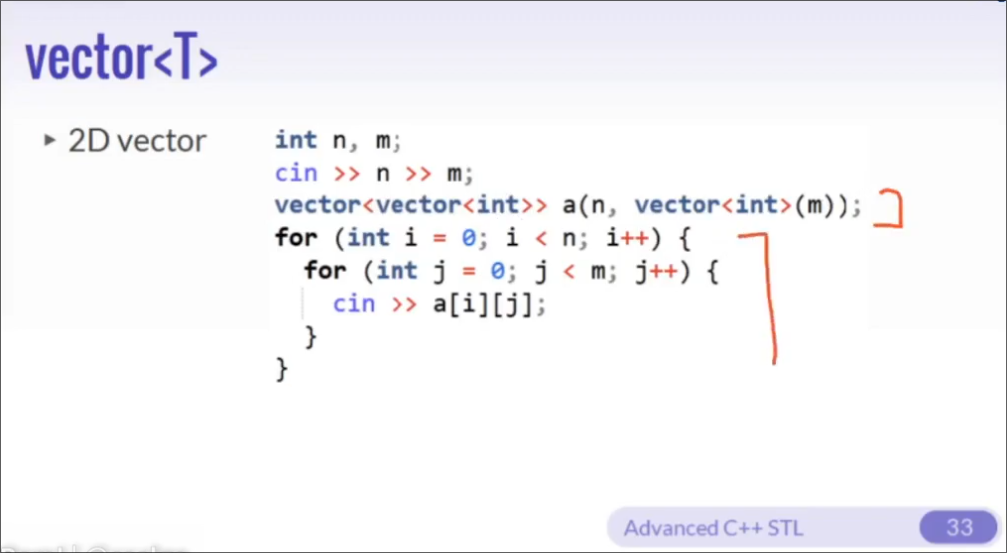 vector<T>
▸ 2D vector
int n, m;
cin >> n >> m;
vector<vector<int>> a(n, vector<int>(m));
for (int i = 0; i < n; i++) {
  for (int j = 0; j < m; j++) {
    cin >> a[i][j];
  }
}
Advanced C++ STL
33